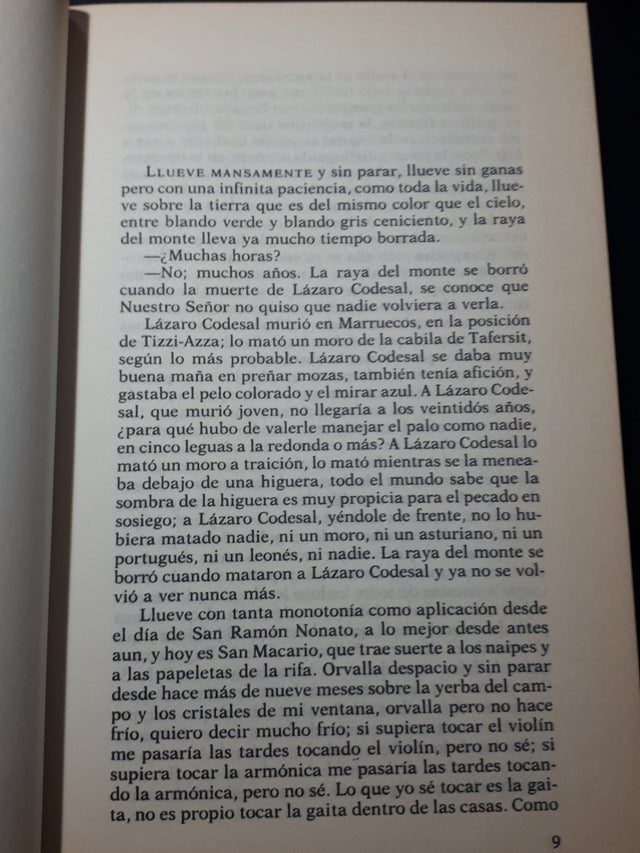 LLUEVE MANSAMENTE y sin parar, llueve sin ganas
pero con una infinita paciencia, como toda la vida, llue-
ve sobre la tierra que es del mismo color que el cielo,
entre blando verde y blando gris ceniciento, y la raya
del monte lleva ya mucho tiempo borrada.
—¿Muchas horas?
—No; muchos años. La raya del monte se borró
cuando la muerte de Lázaro Codesal, se conoce que
Nuestro Señor no quiso que nadie volviera a verla.
Lázaro Codesal murió en Marruecos, en la posición
de Tizzi-Azza; lo mató un moro de la cabila de Tafersit,
según lo más probable. Lázaro Codesal se daba muy
buena maña en preñar mozas, también tenía afición, y
gastaba el pelo colorado y el mirar azul. A Lázaro Code-
sal, que murió joven, no llegaría a los veintidós años,
¿para qué hubo de valerle manejar el palo como nadie,
en cinco leguas a la redonda o más? A Lázaro Codesal lo
mató un moro a traición, lo mató mientras se la menea-
ba debajo de una higuera, todo el mundo sabe que la
sombra de la higuera es muy propicia para el pecado en
sosiego; a Lázaro Codesal, yéndole de frente, no lo hu-
biera matado nadie, ni un moro, ni un asturiano, ni un
portugués, ni un leonés, ni nadie. La raya del monte se
borró cuando mataron a Lázaro Codesal y ya no se vol-
vió a ver nunca más.
Llueve con tanta monotonía como aplicación desde
el día de San Ramón Nonato, a lo mejor desde antes
aun, y hoy es San Macario, que trae suerte a los naipes y
a las papeletas de la rifa. Orvalla despacio y sin parar
desde hace más de nueve meses sobre la yerba del cam-
po y los cristales de mi ventana, orvalla pero no hace
frío, quiero decir mucho frío; si supiera tocar el violín
me pasaría las tardes tocando el violín, pero no sé; si
supiera tocar la armónica me pasaría las tardes tocan-
do la armónica, pero no sé. Lo que yo sé tocar es la gai-
ta, no es propio tocar la gaita dentro de las casas. Como
9